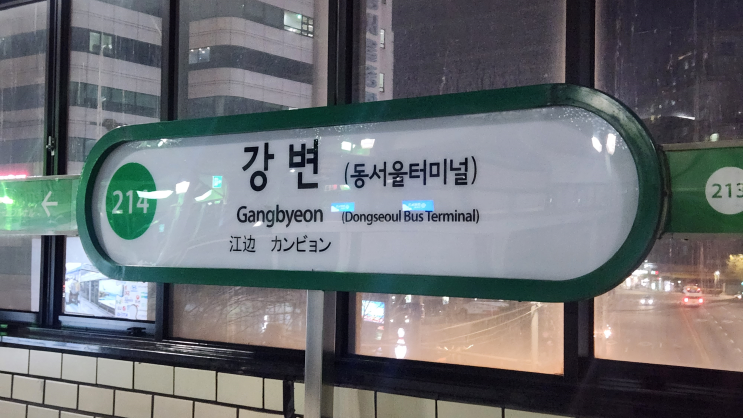 214
강변 (동서울터미널)
Gangbyeon (Dongseoul Bus Terminal)
江边 カンビョン
←
213